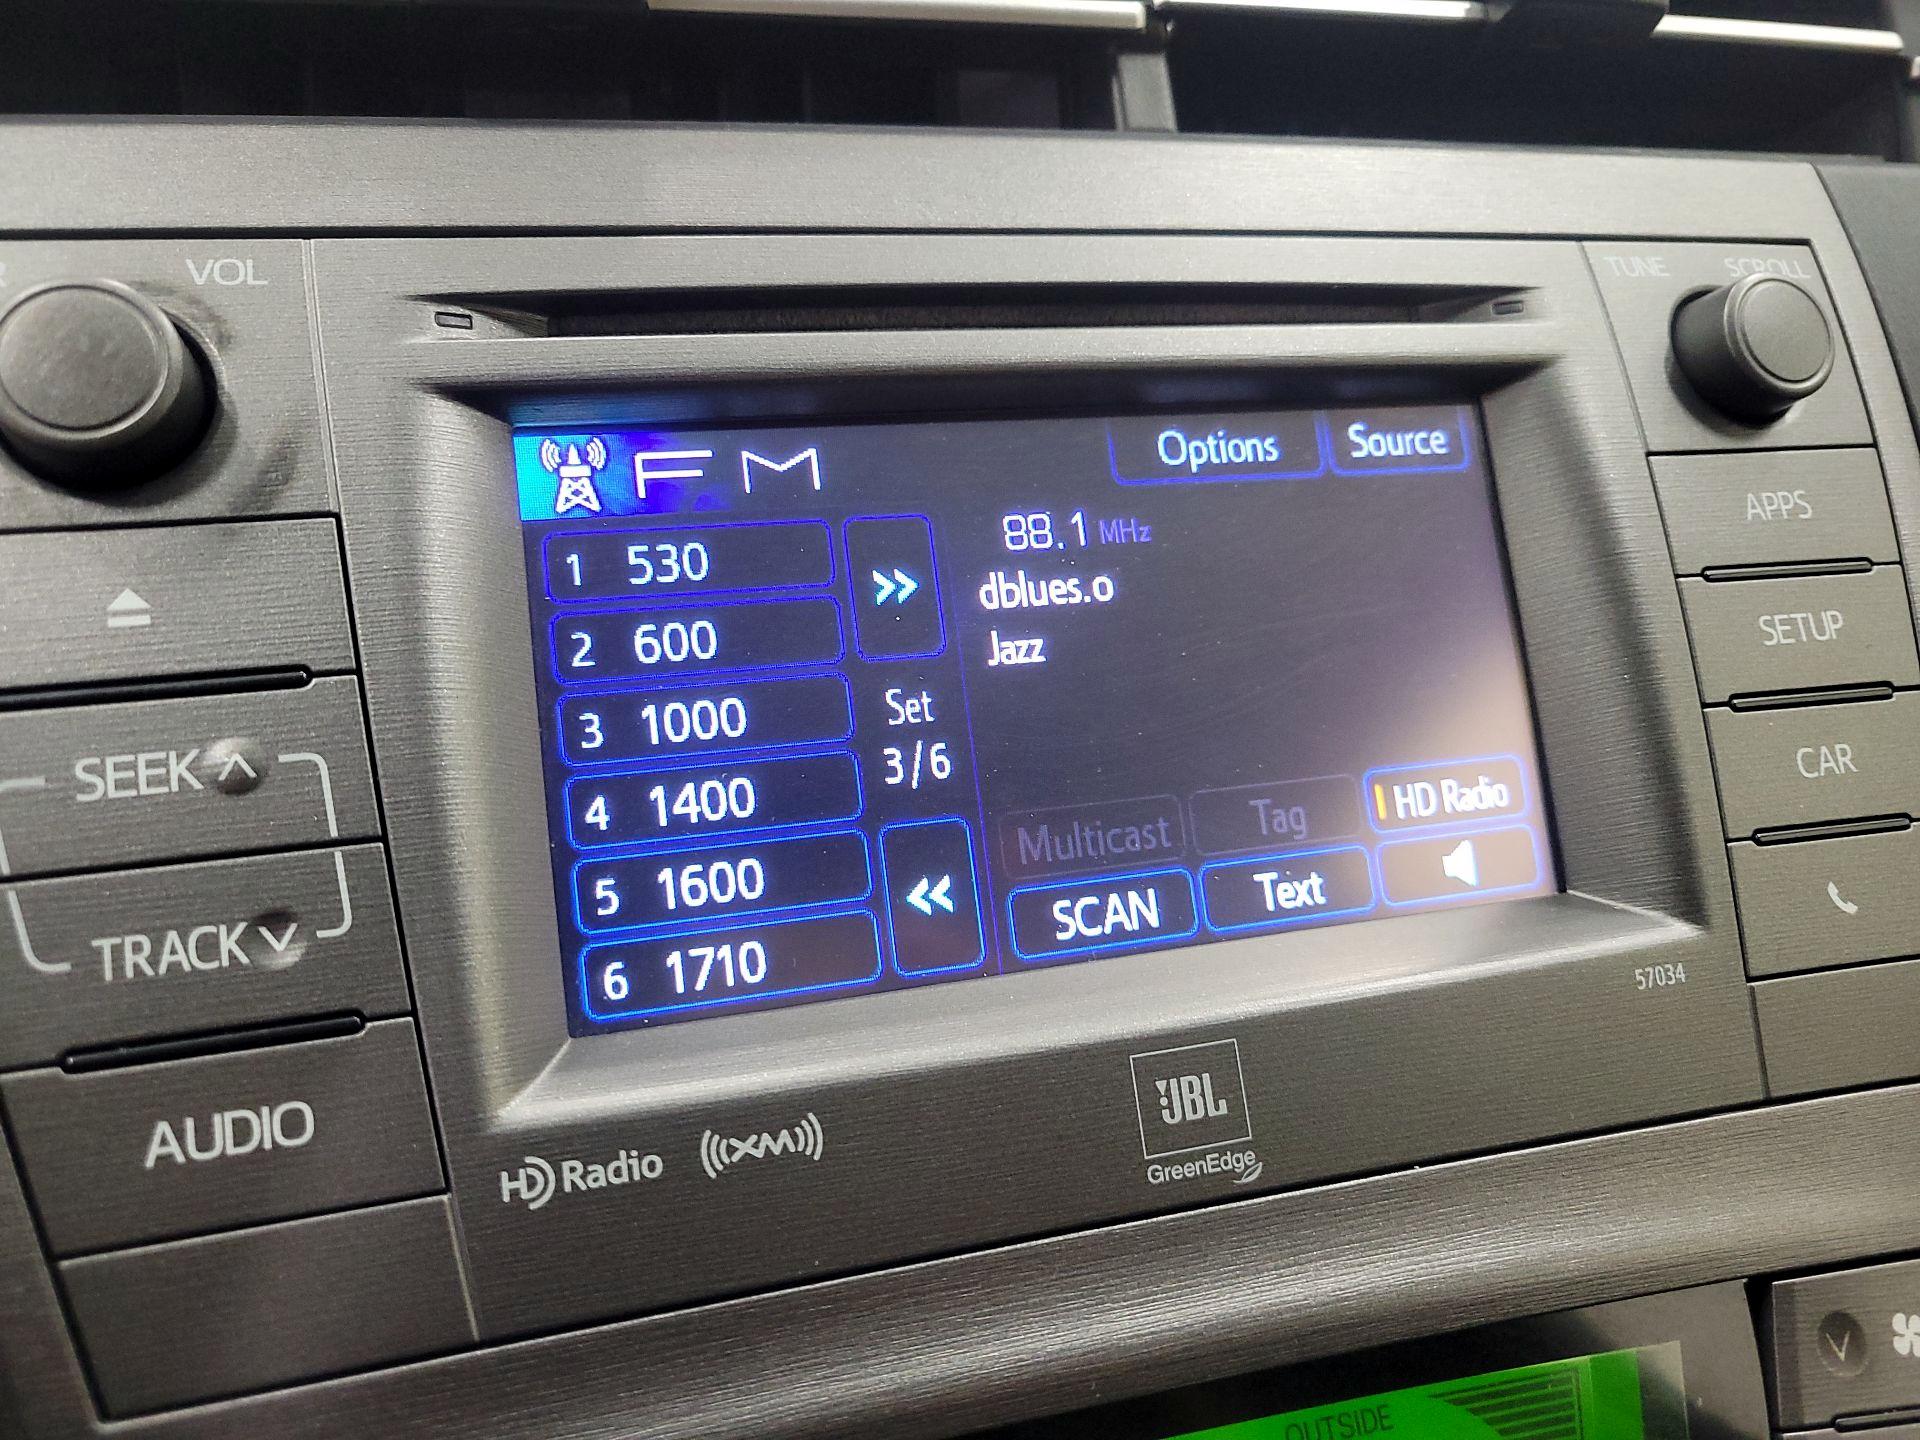 VOL
TUNE SCROLL
FM
Options
Source
APPS
1 530
88.1 MHz
2 600
dblues.o
SETUP
Jazz
3 1000
Set
3/6
SEEK
CAR
4 1400
Multicast
Tag
HD Radio
5 1600
SCAN
Text
TRACK
6 1710
57034
AUDIO
JBL
HD Radio
((XM))
GreenEdge
OUTSIDE